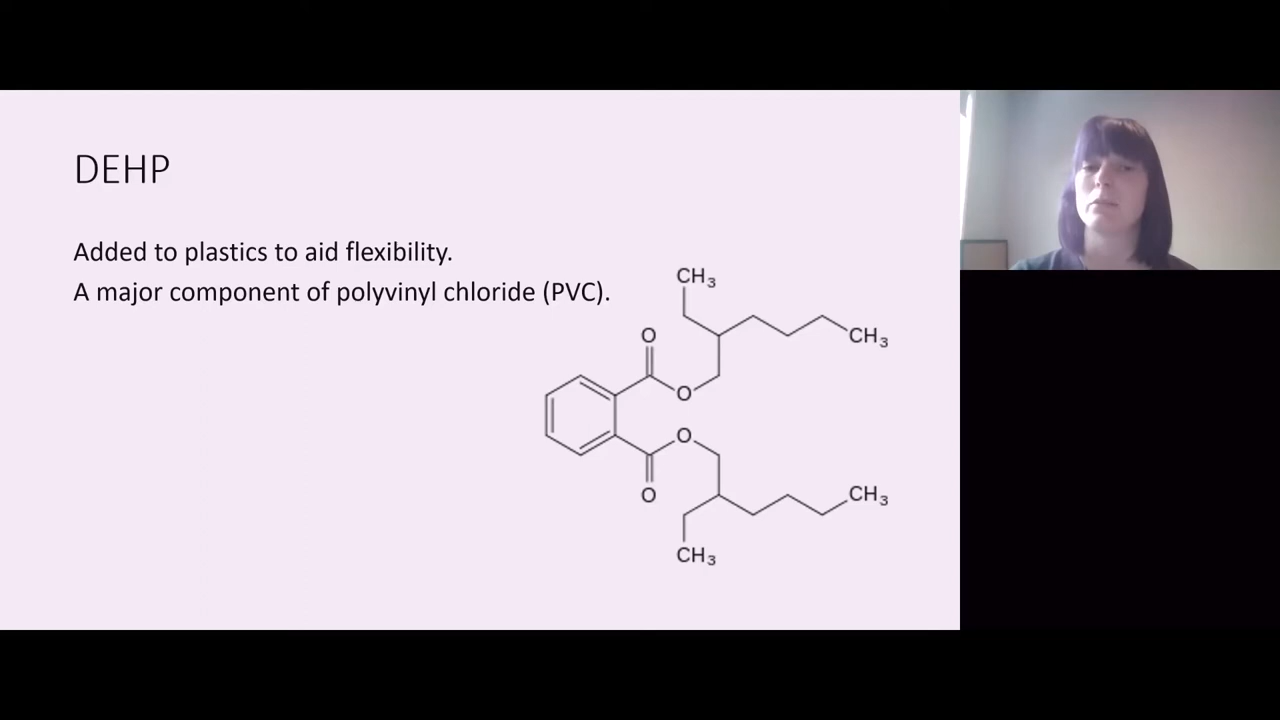 DEHP
Added to plastics to aid flexibility.
A major component of polyvinyl chloride (PVC).
CH3
O
CH3
O
O
O
CH3
CH3